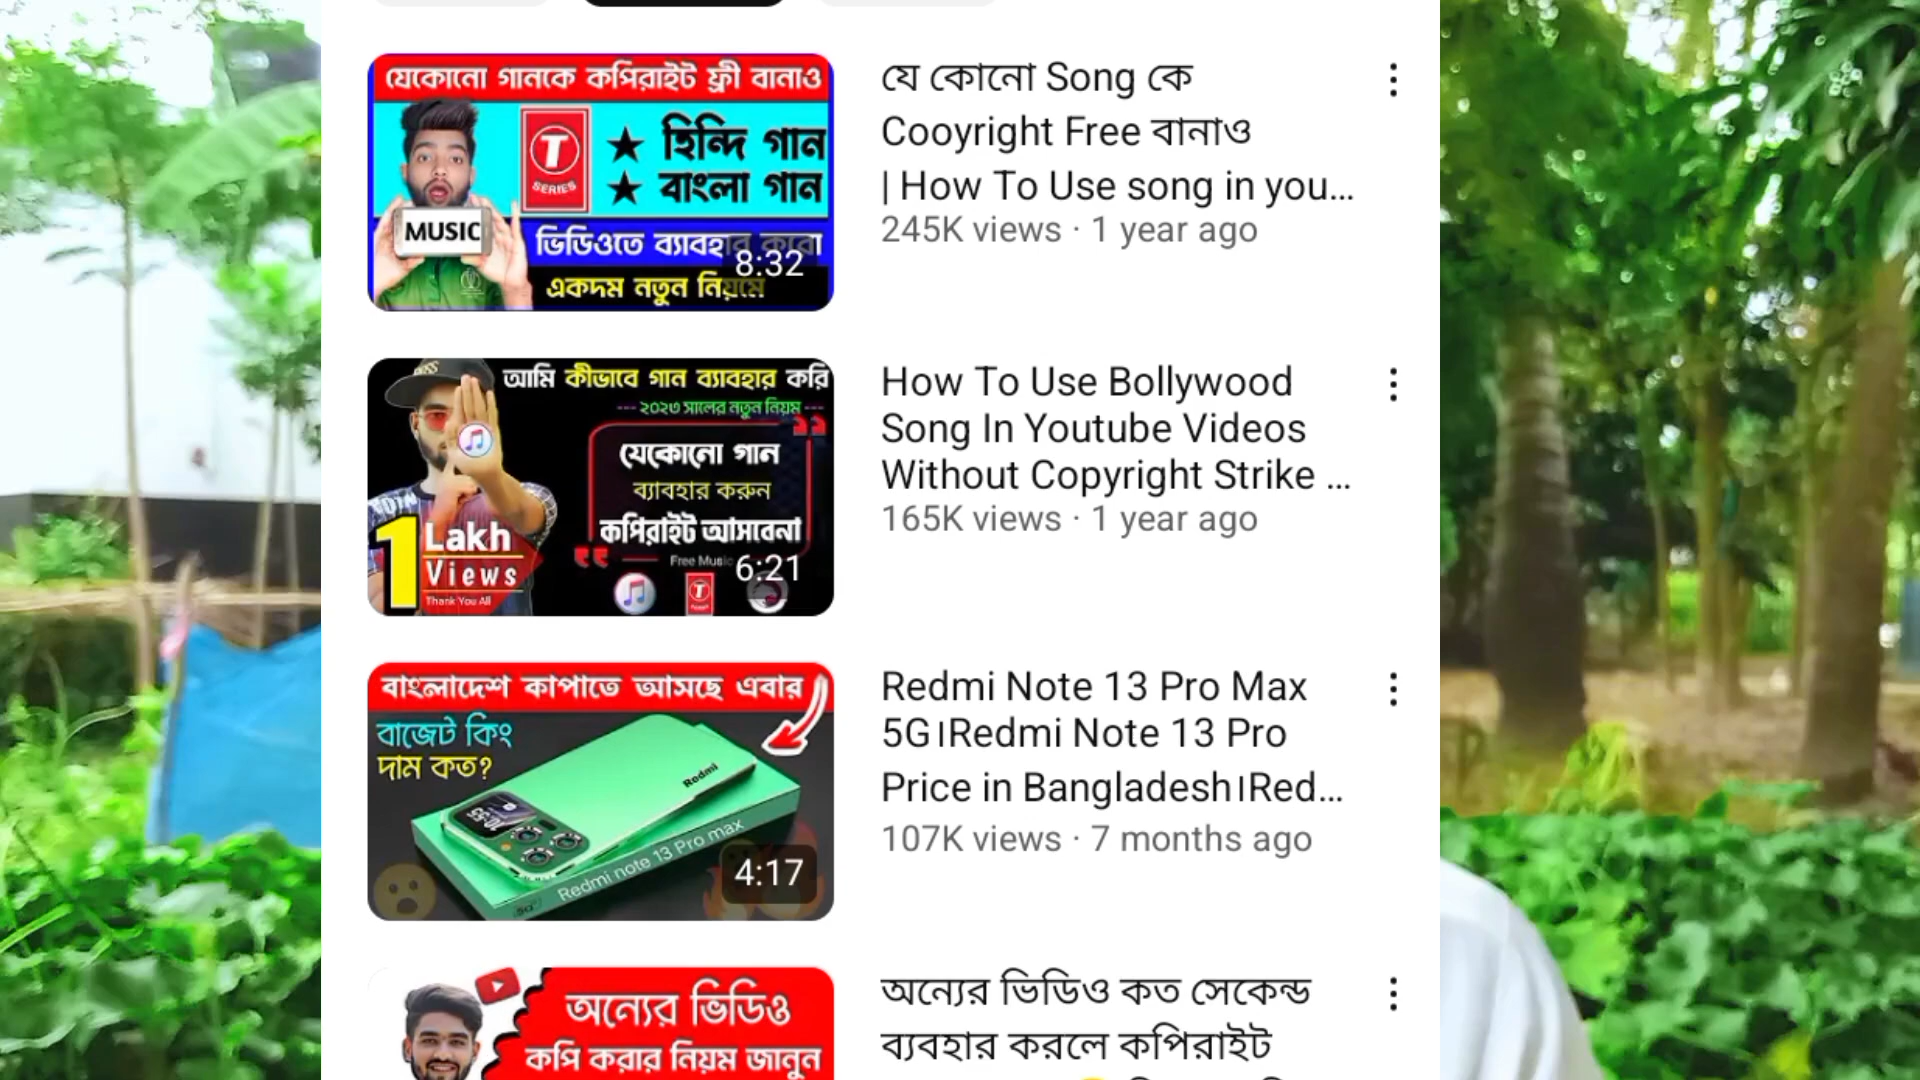 যেকোনো গানকে কপিরাইট ফ্রী বানাও
T
SERIES
★ হিন্দি গান
★ বাংলা গান
MUSIC
ভিডিওতে ব্যাবহার করো
একদম নতুন নিয়মে
8:32
যে কোনো Song কে
Cooyright Free বানাও
| How To Use song in you...
245K views · 1 year ago
আমি কীভাবে গান ব্যাবহার করি
--- ২০২৩ সালের নতুন নিয়ম ---
যেকোনো গান
ব্যাবহার করুন
কপিরাইট আসবেনা
1 Lakh
Views
Thank You All
Free Music
6:21
How To Use Bollywood
Song In Youtube Videos
Without Copyright Strike ...
165K views · 1 year ago
বাংলাদেশ কাপাতে আসছে এবার
বাজেট কিং
দাম কত?
Redmi
Redmi note 13 Pro max
5G
4:17
Redmi Note 13 Pro Max
5G।Redmi Note 13 Pro
Price in Bangladesh।Red...
107K views · 7 months ago
অন্যের ভিডিও
কপি করার নিয়ম জানুন
অন্যের ভিডিও কত সেকেন্ড
ব্যবহার করলে কপিরাইট